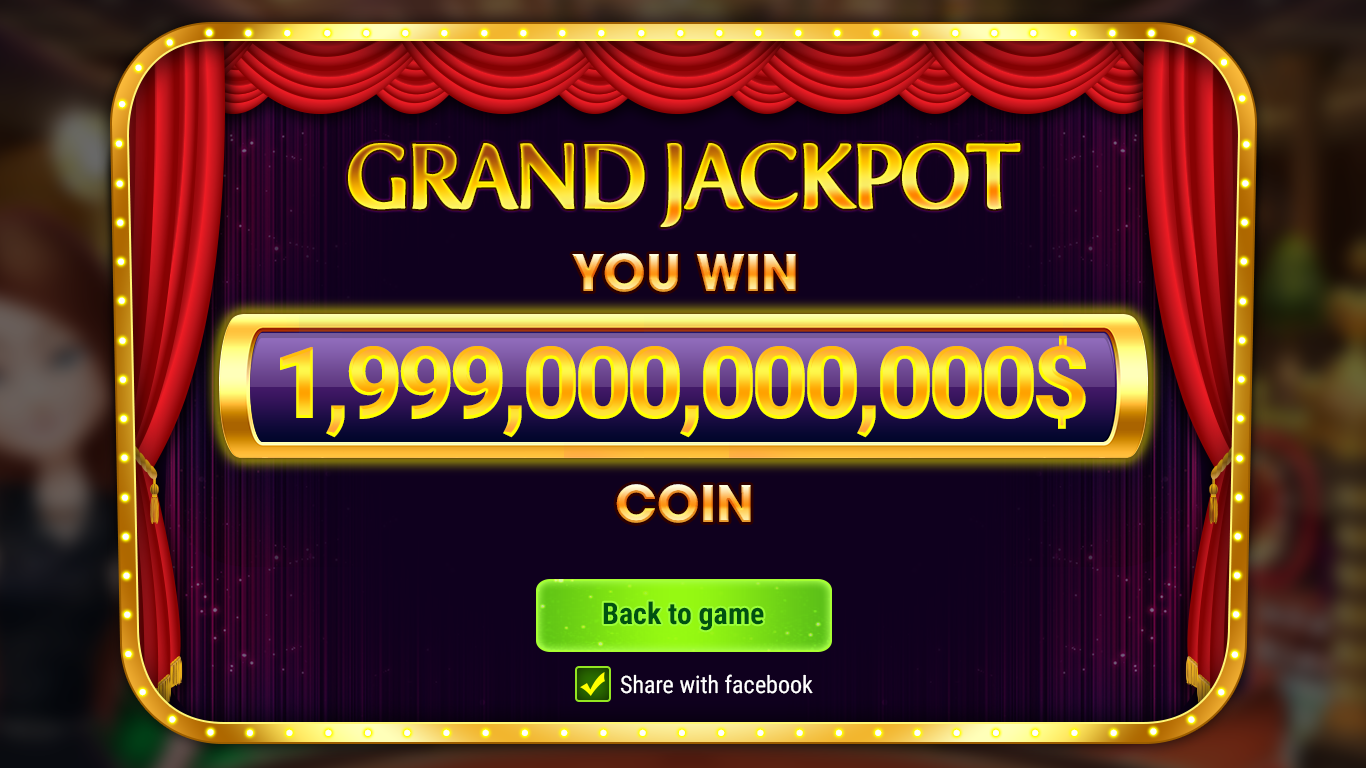 GRAND JACKPOT
YOU WIN
1,999,000,000,000$
COIN
Back to game
Share with facebook